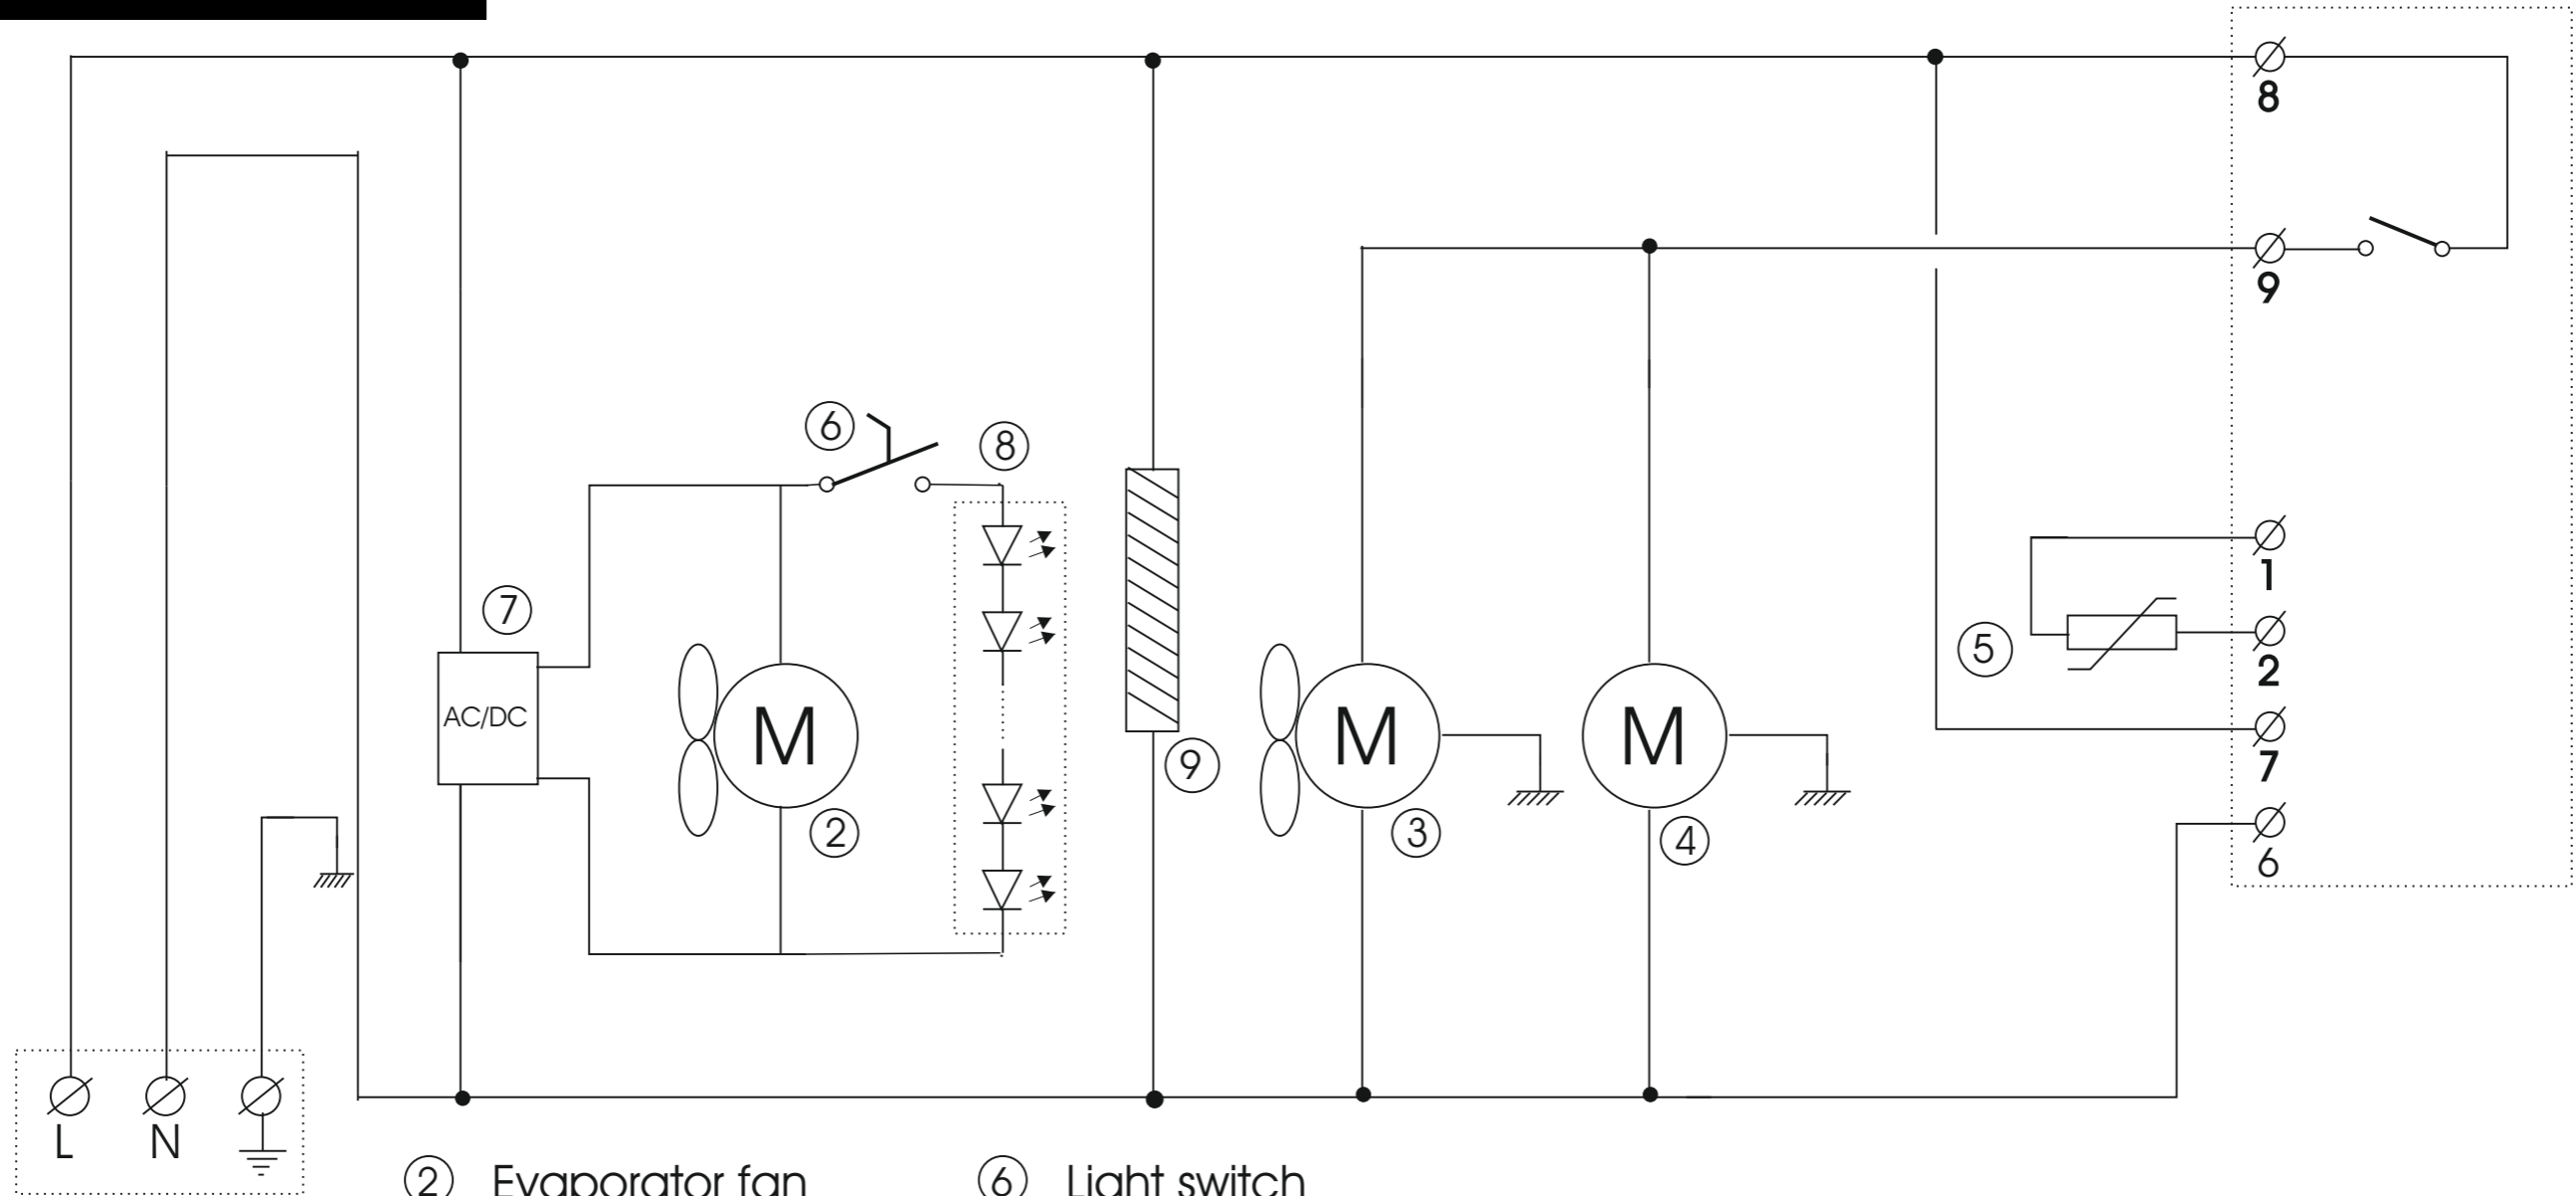 8
9
⑥
⑧
1
⑦
⑤
2
AC/DC
M
M
M
7
⑨
②
③
④
6
L
N
② Evaporator fan
⑥ Light switch